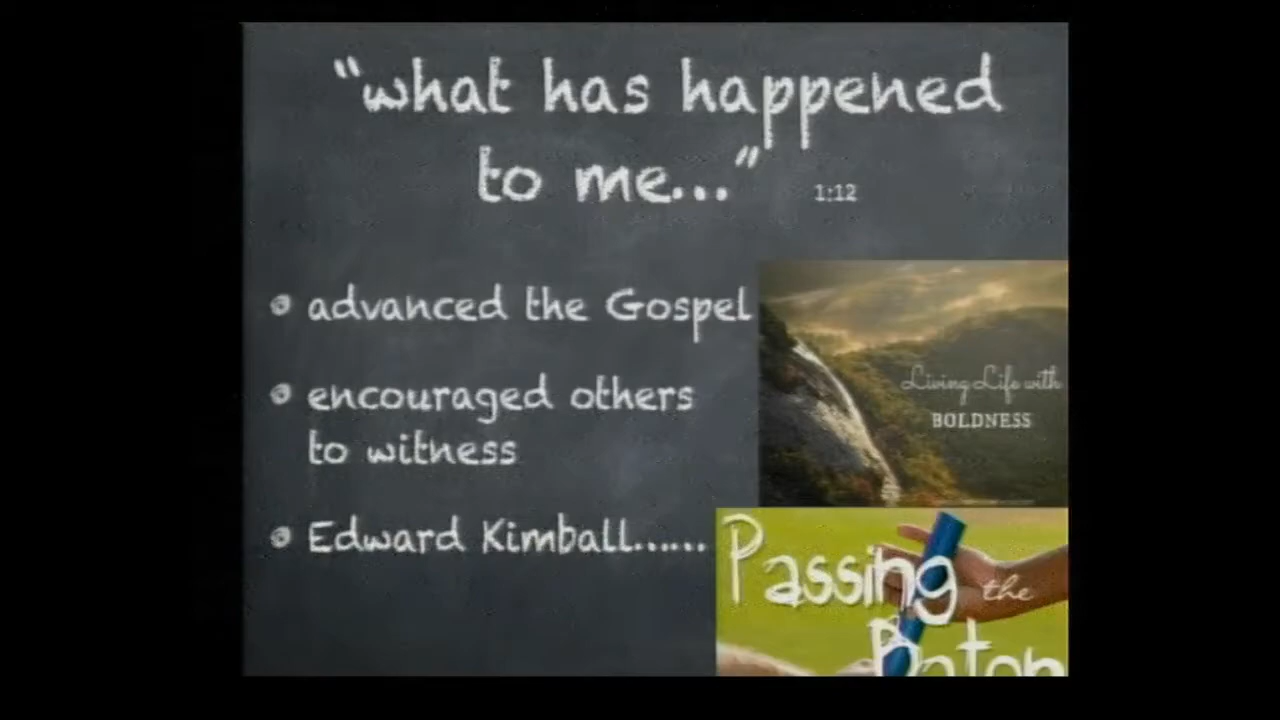 “what has happened
to me...” 1:12
• advanced the Gospel
• encouraged others
to witness
• Edward Kimball......
Living Life with
BOLDNESS
Passing the
Baton